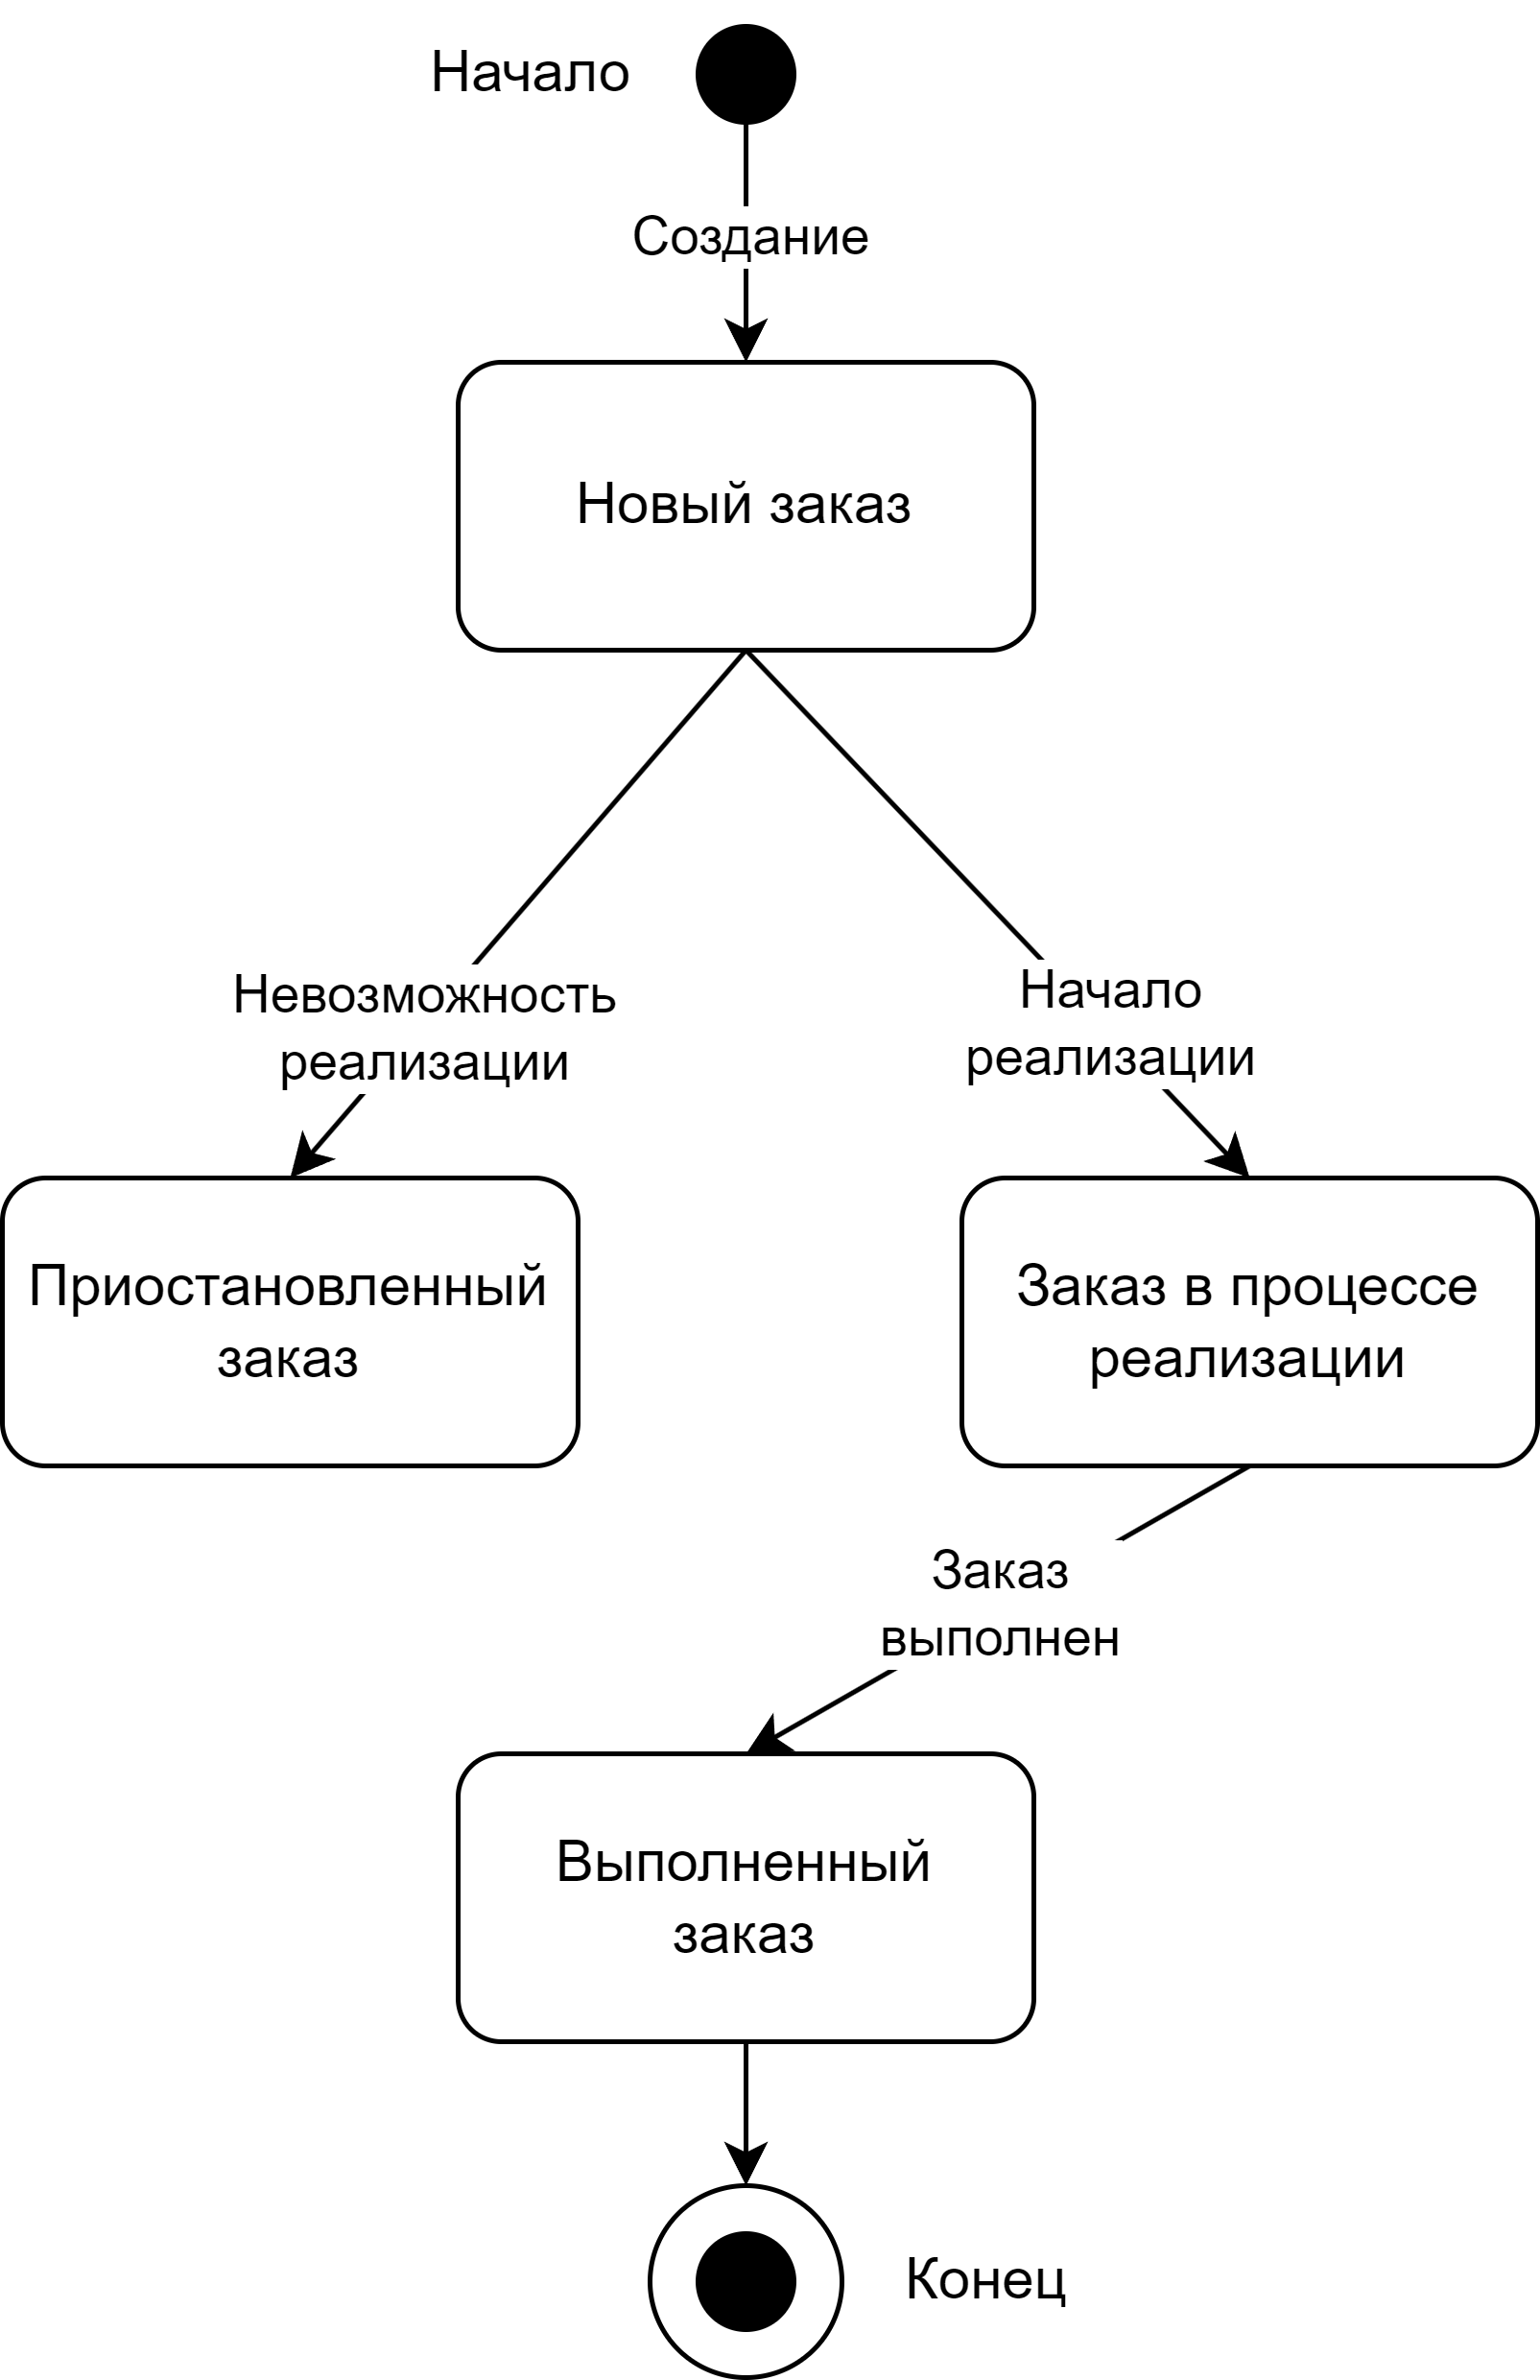 Начало
Создание
Новый заказ
Невозможность
реализации
Начало
реализации
Приостановленный
заказ
Заказ в процессе
реализации
Заказ
выполнен
Выполненный
заказ
Конец